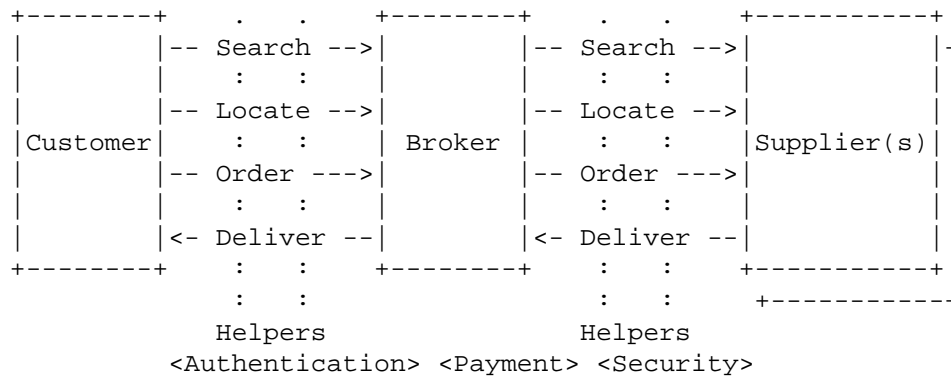 +--------+    .   .    +--------+    .   .    +-----------+
|        |-- Search -->|        |-- Search -->|           |-
|        |    :   :    |        |    :   :    |           |
|        |-- Locate -->|        |-- Locate -->|           |
|Customer|    :   :    | Broker |    :   :    |Supplier(s)|
|        |-- Order --->|        |-- Order --->|           |
|        |    :   :    |        |    :   :    |           |
|        |<- Deliver --|        |<- Deliver --|           |
+--------+    :   :    +--------+    :   :    +-----------+
              :   :                  :   :     +------------
             Helpers                Helpers
          <Authentication> <Payment> <Security>